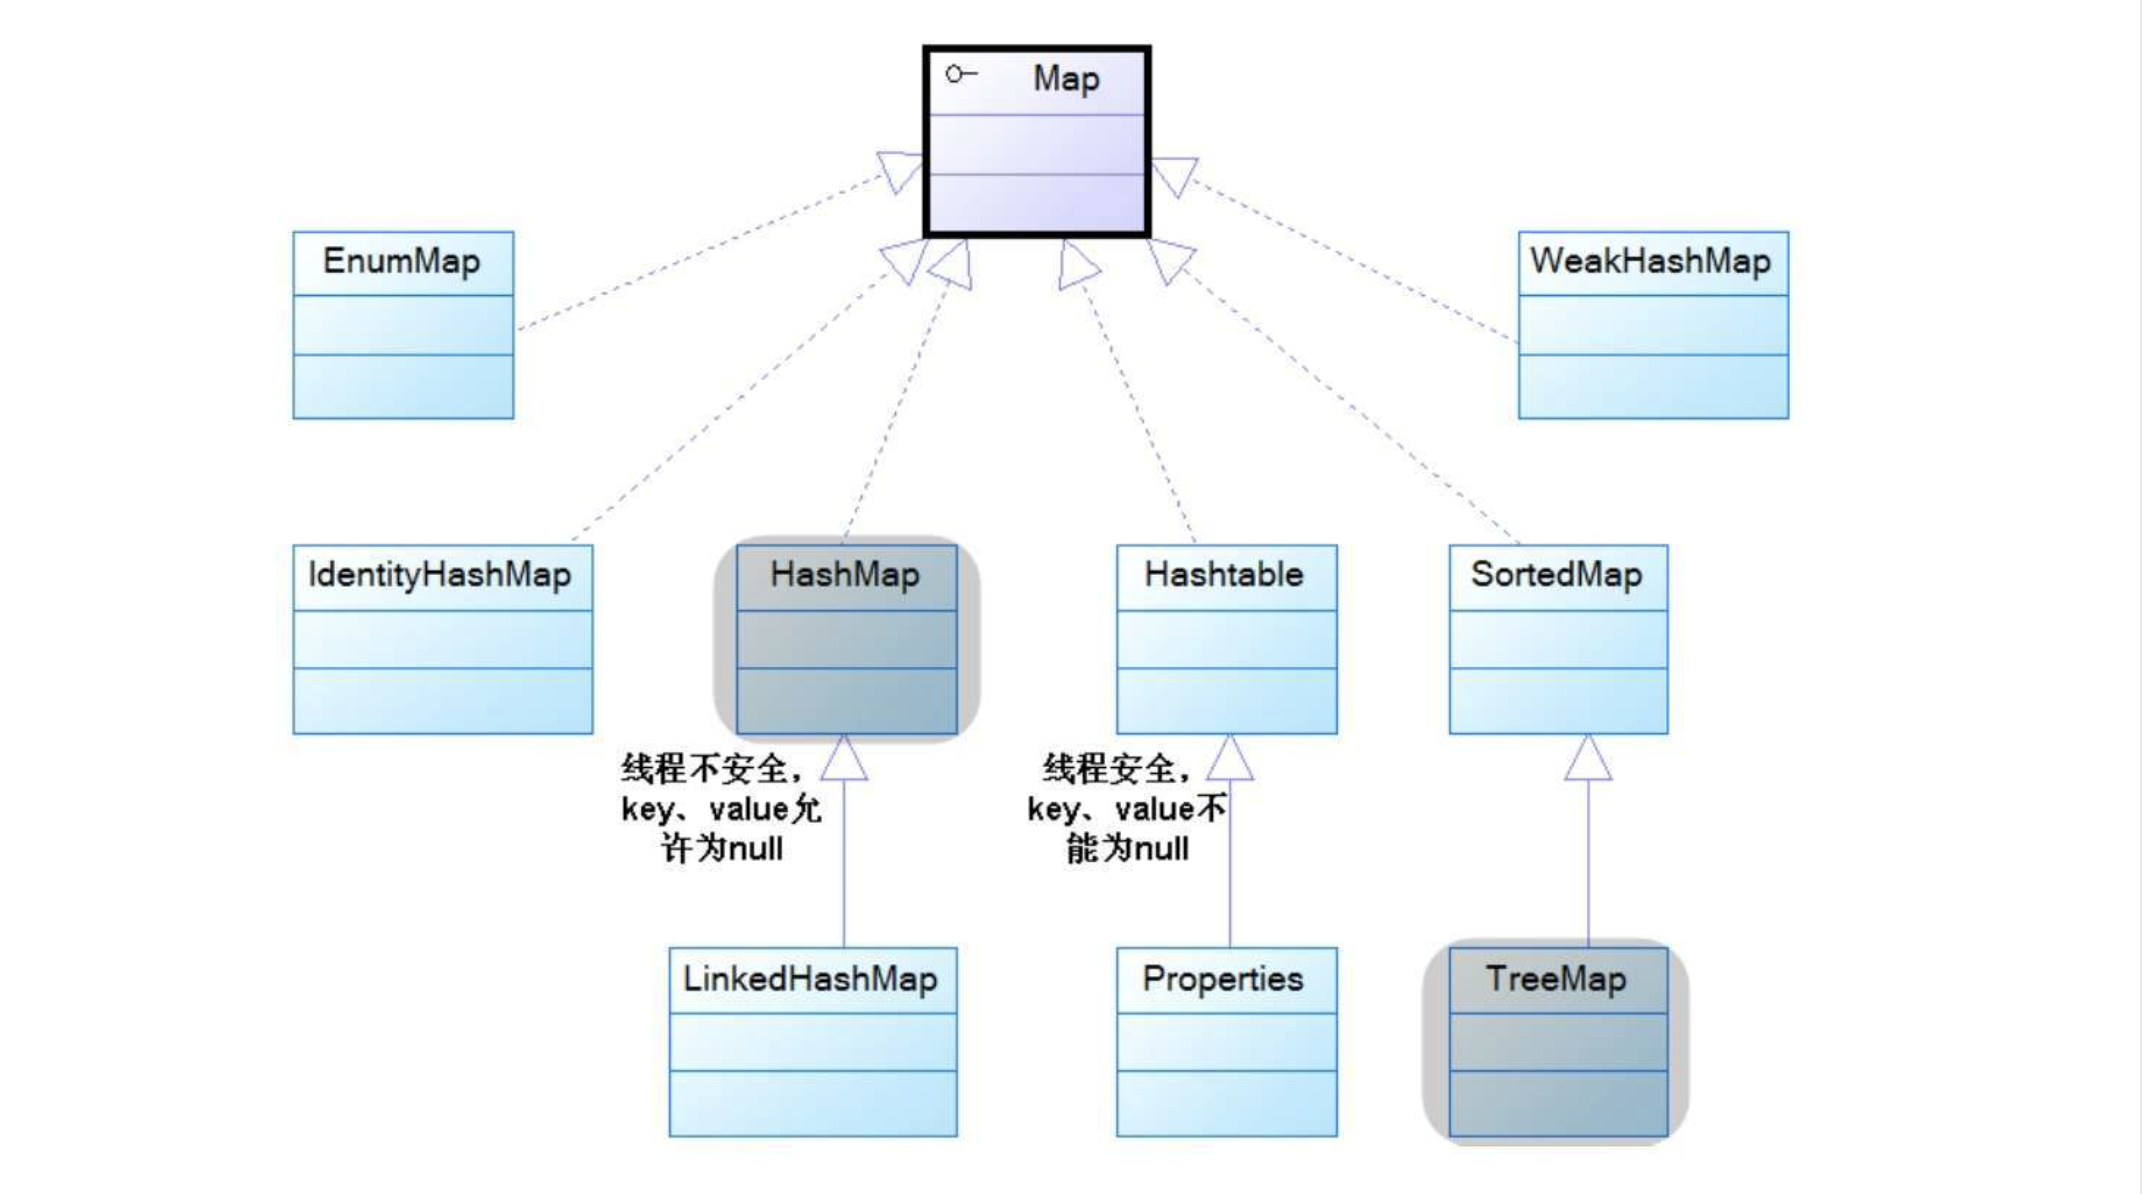 Map
EnumMap
WeakHashMap
IdentityHashMap
HashMap
Hashtable
SortedMap
线程不安全，
key、value允
许为null
线程安全，
key、value不
能为null
LinkedHashMap
Properties
TreeMap